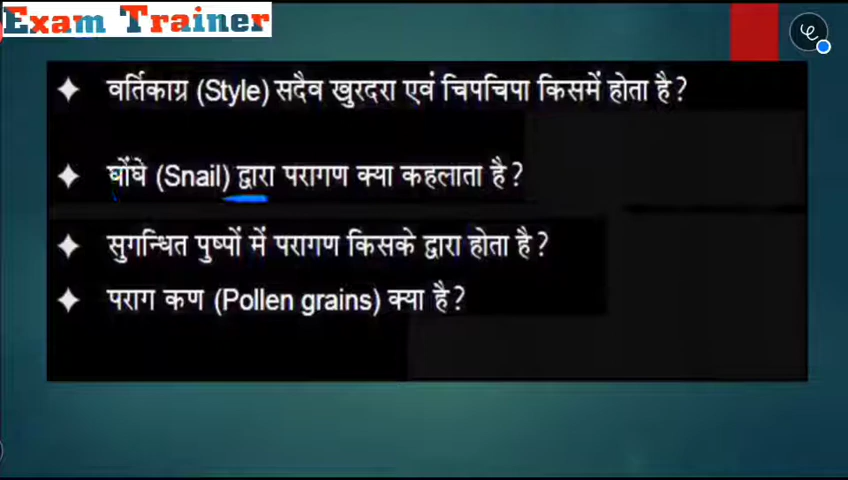 Exam Trainer
वर्तिकाग्र (Style) सदैव खुरदरा एवं चिपचिपा किसमें होता है?
घोंघे (Snail) द्वारा परागण क्या कहलाता है?
सुगन्धित पुष्पों में परागण किसके द्वारा होता है?
पराग कण (Pollen grains) क्या है?